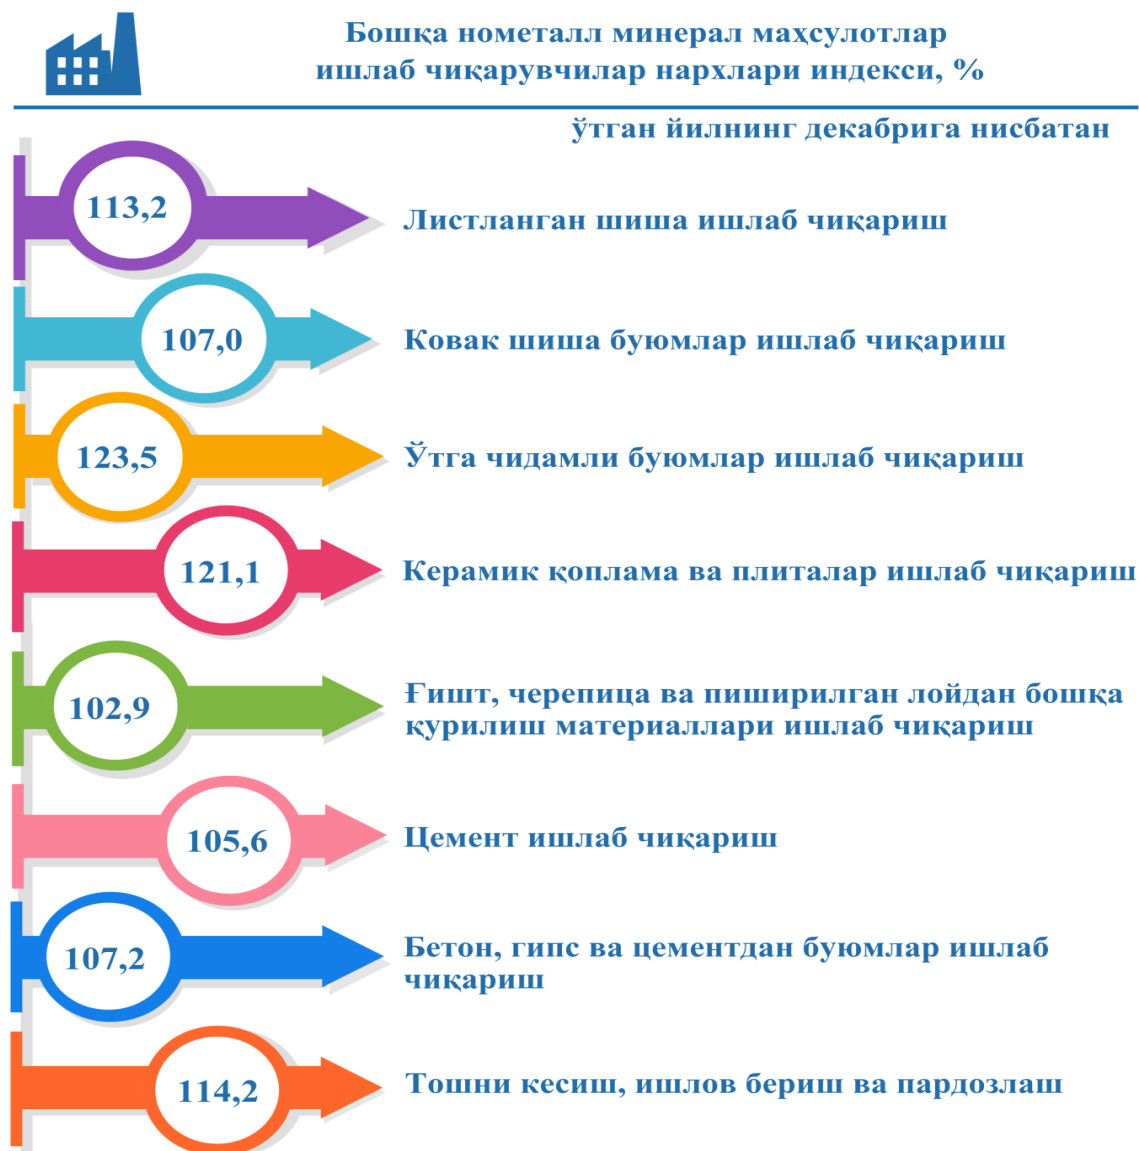 Бошқа нометалл минерал маҳсулотлар
ишлаб чиқарувчилар нархлари индекси, %
ўтган йилнинг декабрига нисбатан
113,2
Листланган шиша ишлаб чиқариш
107,0
Ковак шиша буюмлар ишлаб чиқариш
123,5
Ўтга чидамли буюмлар ишлаб чиқариш
121,1
Керамик қоплама ва плиталар ишлаб чиқариш
102,9
Ғишт, черепица ва пиширилган лойдан бошқа
қурилиш материаллари ишлаб чиқариш
105,6
Цемент ишлаб чиқариш
107,2
Бетон, гипс ва цементдан буюмлар ишлаб
чиқариш
114,2
Тошни кесиш, ишлов бериш ва пардозлаш